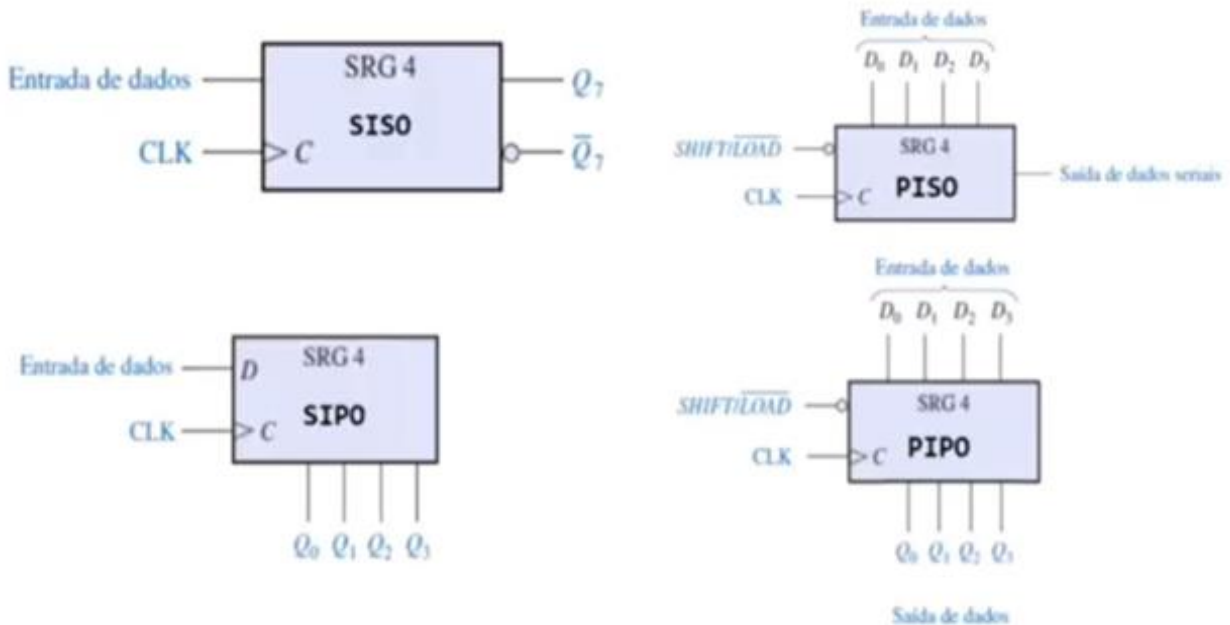 Entrada de dados
SRG 4
Q7
SISO
CLK
C
Q̅7
Entrada de dados
D0 D1 D2 D3
SHIFT/L̅O̅A̅D̅
SRG 4
PISO
CLK
C
Saída de dados seriais
Entrada de dados
D
SRG 4
SIPO
CLK
C
Q0 Q1 Q2 Q3
Entrada de dados
D0 D1 D2 D3
SHIFT/L̅O̅A̅D̅
SRG 4
PIPO
CLK
C
Q0 Q1 Q2 Q3
Saída de dados